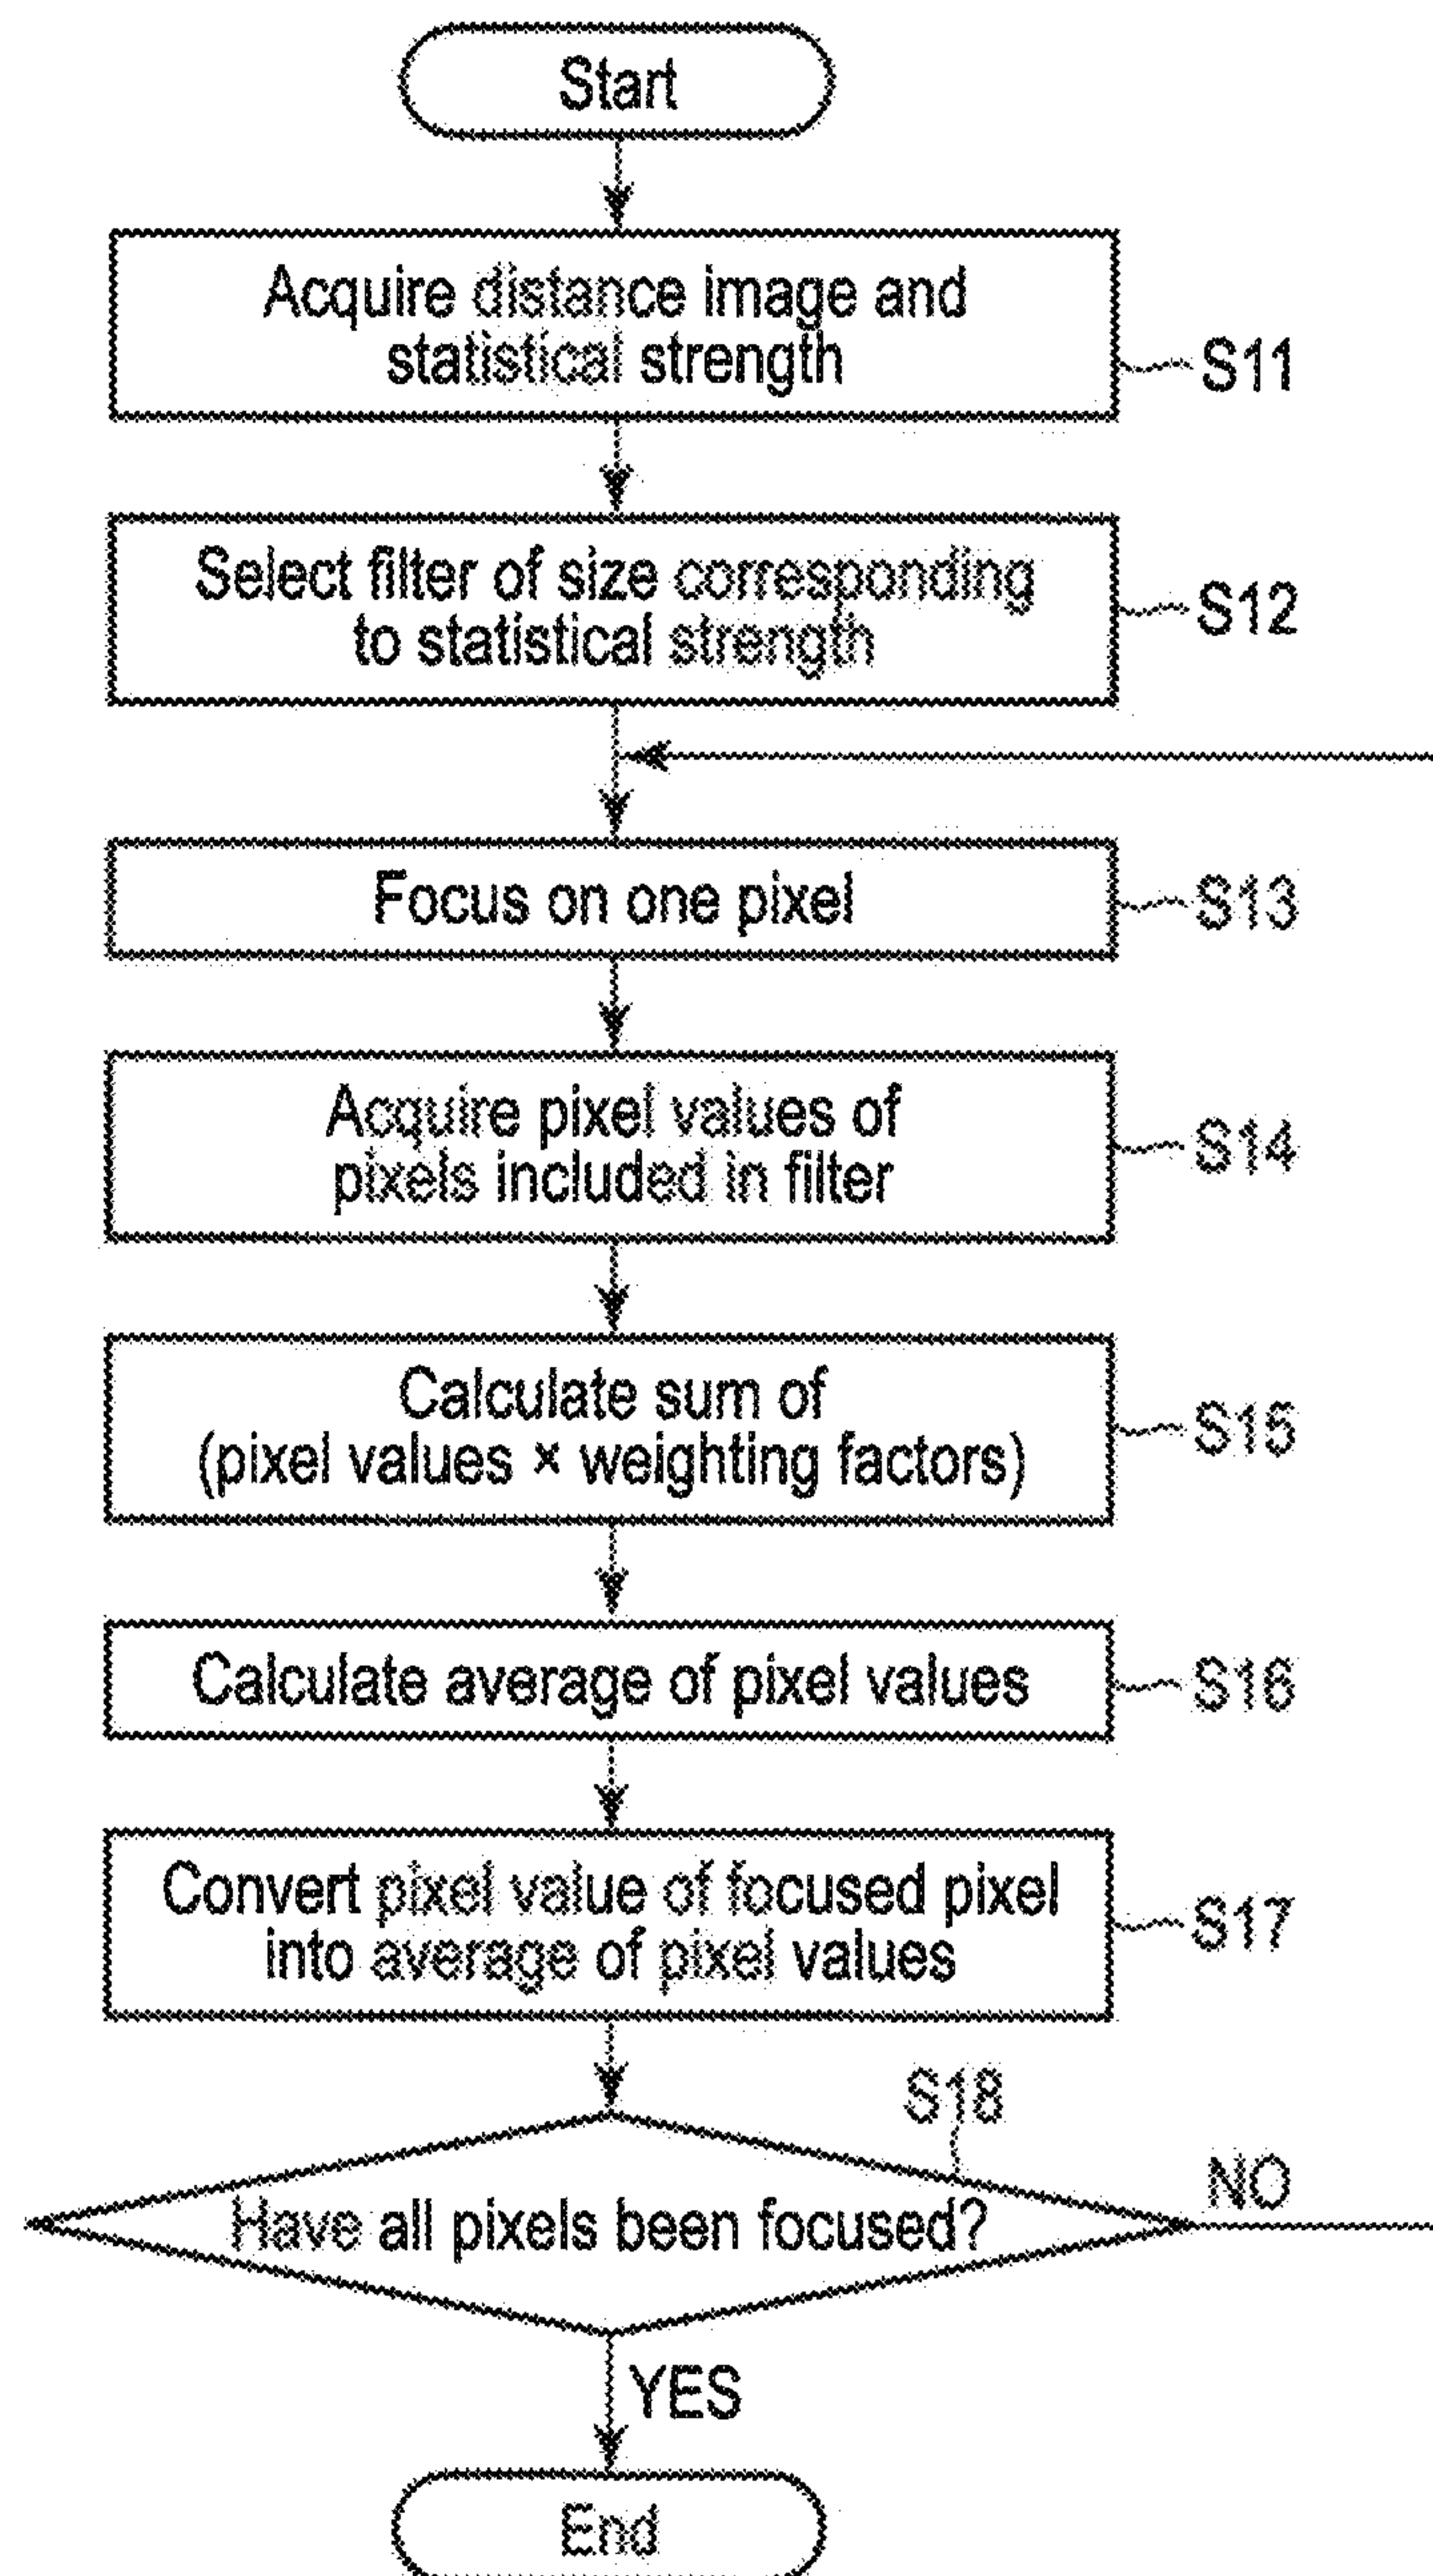 Start
Acquire distance image and
statistical strength
S11
Select filter of size corresponding
to statistical strength
S12
Focus on one pixel
S13
Acquire pixel values of
pixels included in filter
S14
Calculate sum of
(pixel values × weighting factors)
S15
Calculate average of pixel values
S16
Convert pixel value of focused pixel
into average of pixel values
S17
S18
Have all pixels been focused?
NO
YES
End